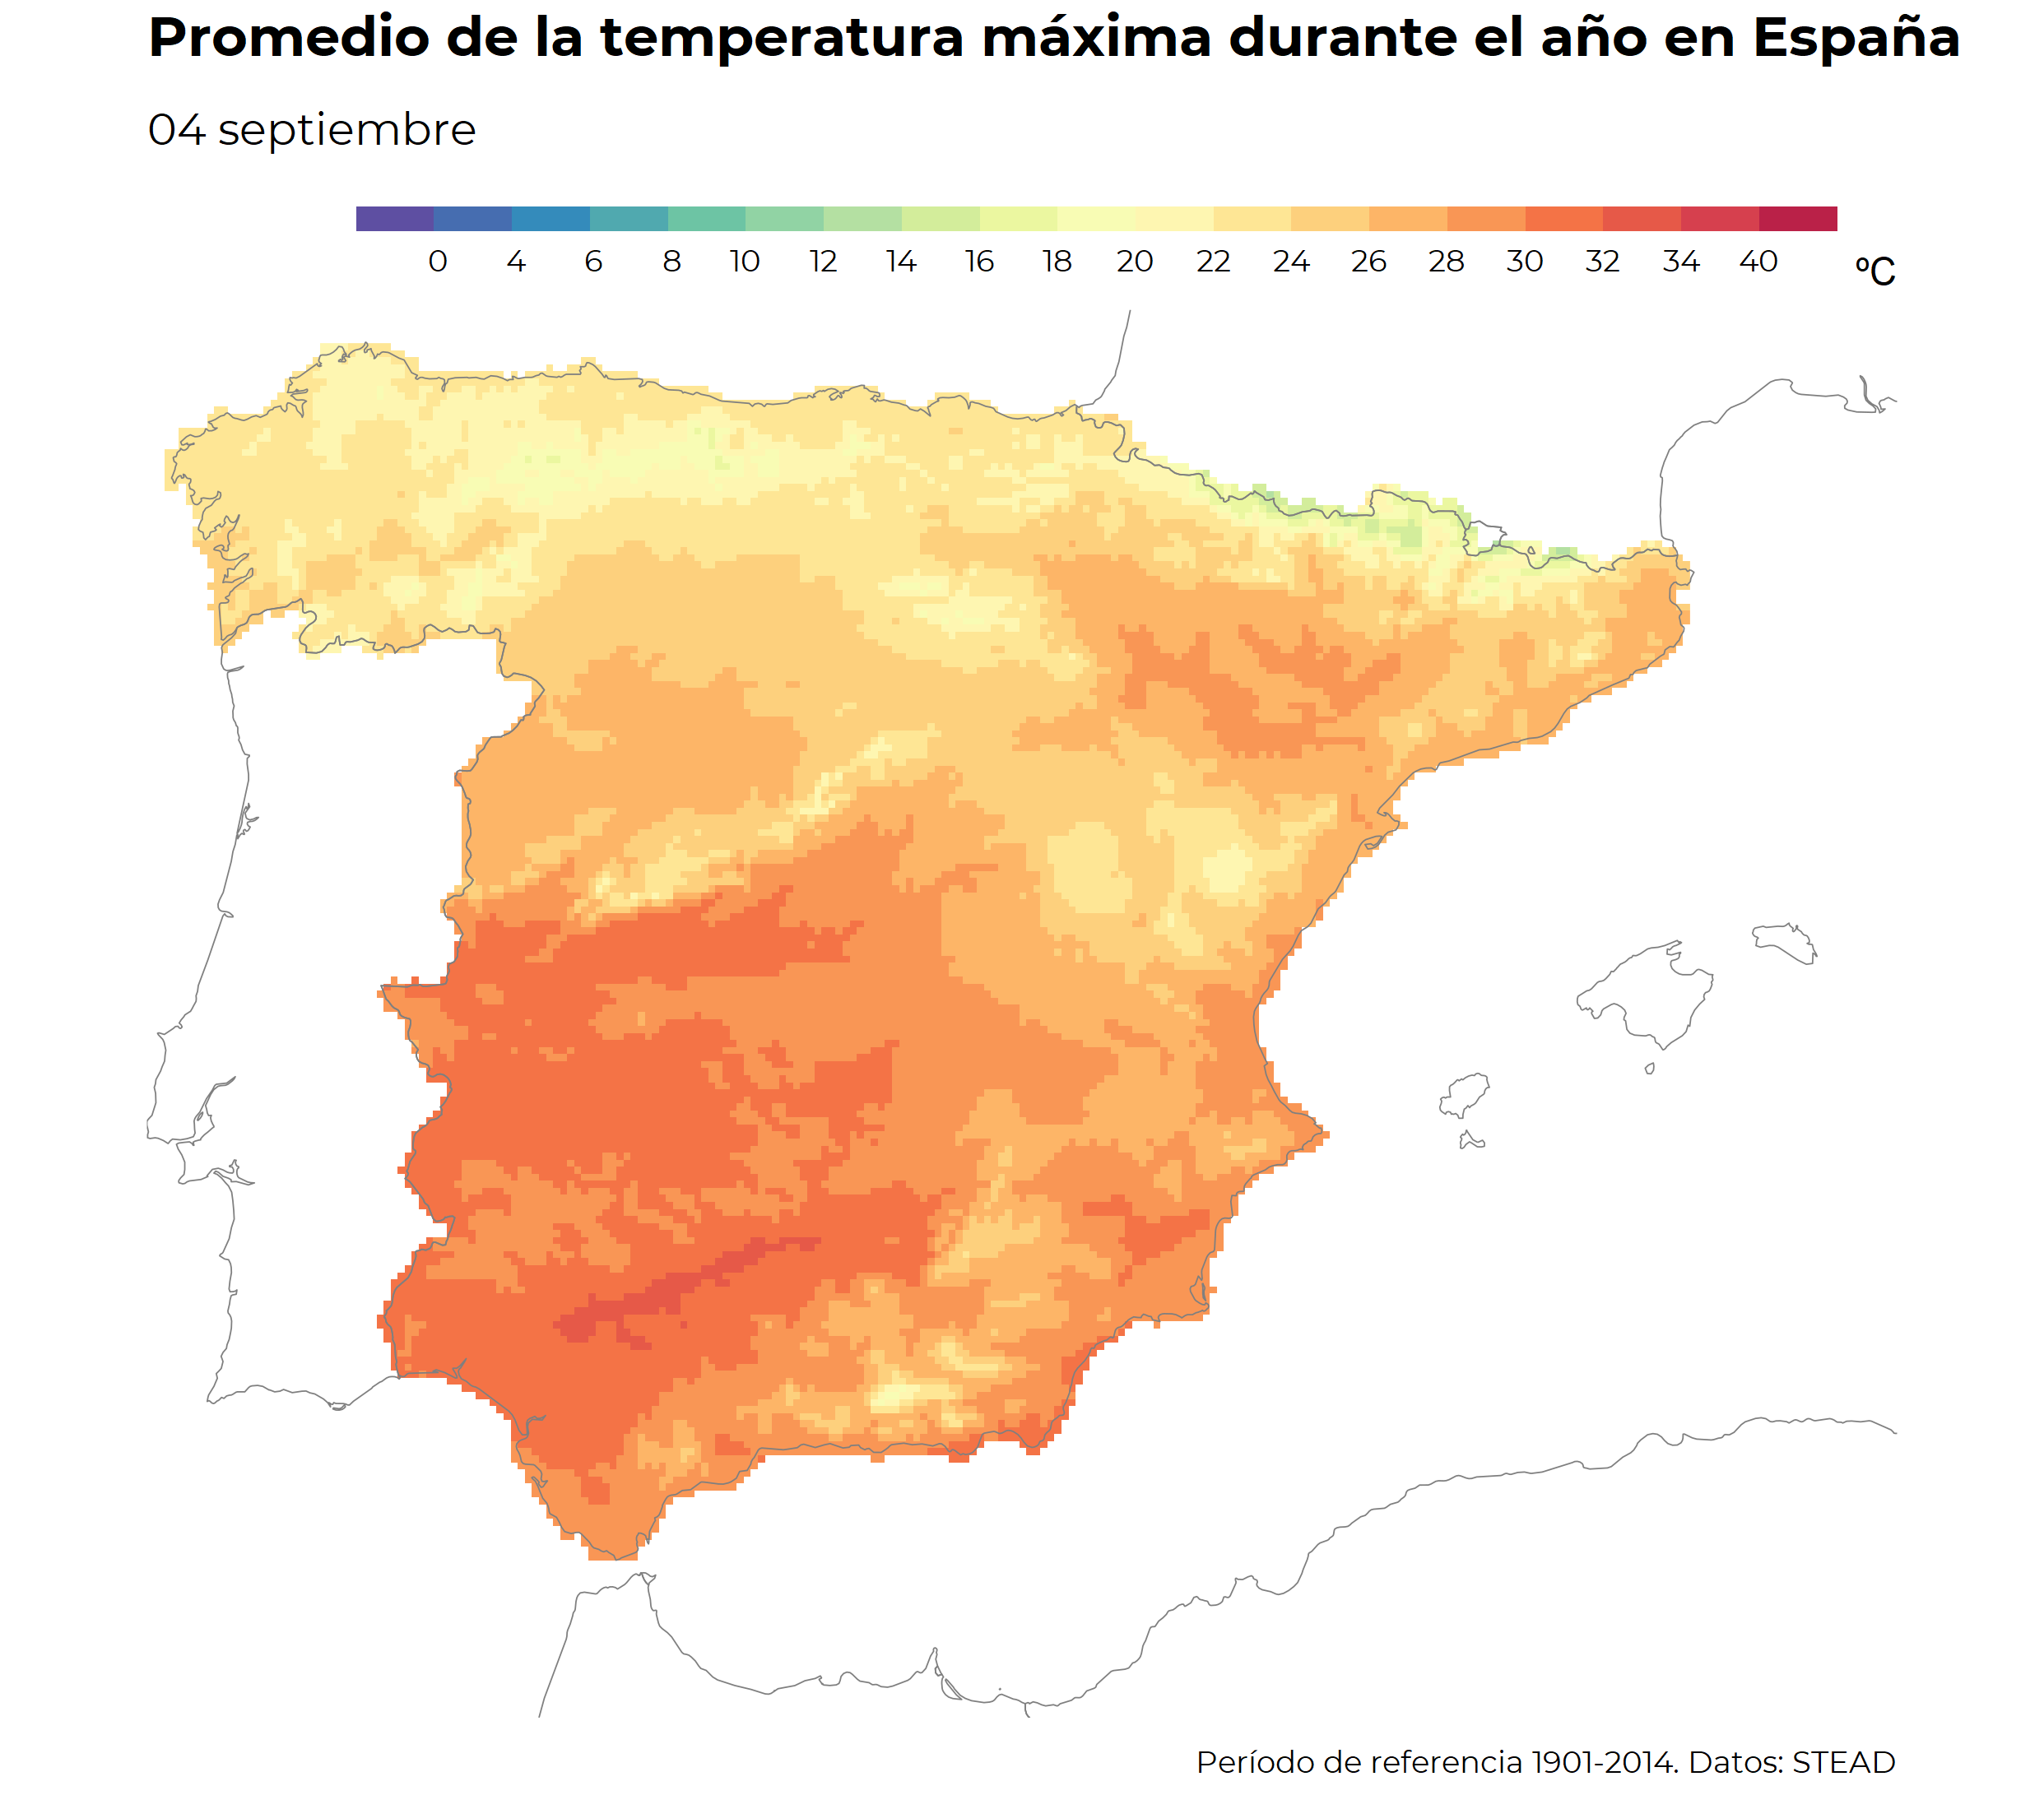 Promedio de la temperatura máxima durante el año en España
04 septiembre
0 4 6 8 10 12 14 16 18 20 22 24 26 28 30 32 34 40 ºC
Período de referencia 1901-2014. Datos: STEAD